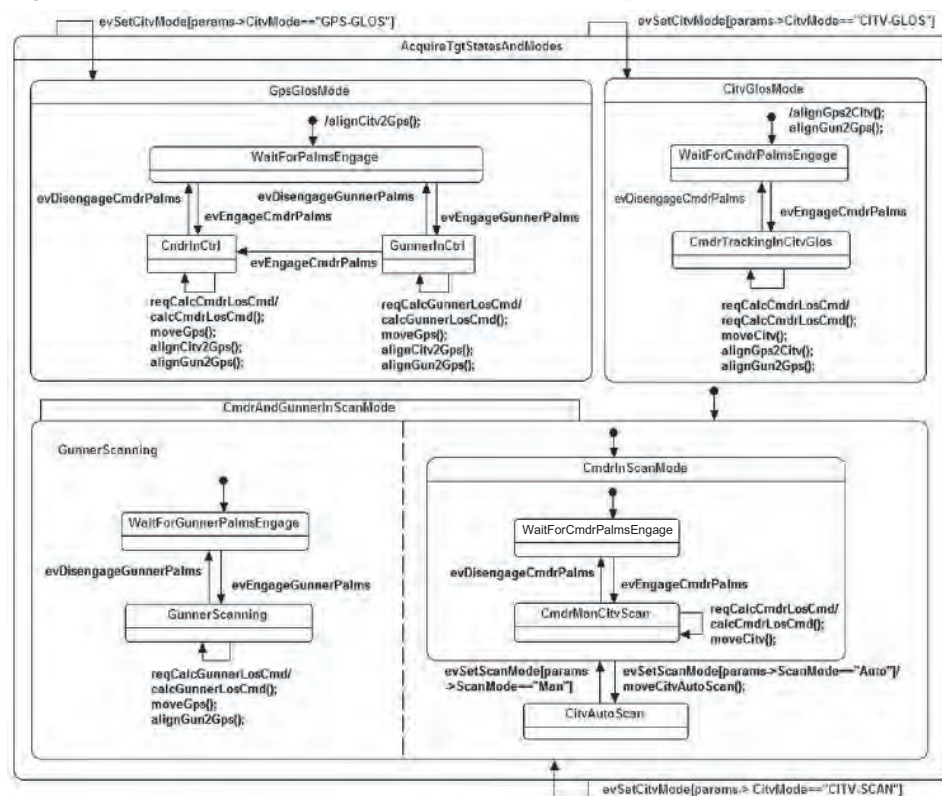 evSetCitvMode[params->CitvMode=="GPS-GLOS"]
evSetCitvMode[params->CitvMode=="CITV-GLOS"]
AcquireTgtStatesAndModes
GpsGlosMode
/alignCitv2Gps();
WaitForPalmsEngage
evDisengageCmdrPalms
evDisengageGunnerPalms
evEngageCmdrPalms
evEngageGunnerPalms
CmdrInCtrl
GunnerInCtrl
evEngageCmdrPalms
reqCalcCmdrLosCmd/
calcCmdrLosCmd();
moveGps();
alignCitv2Gps();
alignGun2Gps();
reqCalcGunnerLosCmd/
calcGunnerLosCmd();
moveGps();
alignCitv2Gps();
alignGun2Gps();
CitvGlosMode
/alignGps2Citv();
alignGun2Gps();
WaitForCmdrPalmsEngage
evDisengageCmdrPalms
evEngageCmdrPalms
CmdrTrackingInCitvGlos
reqCalcCmdrLosCmd/
reqCalcCmdrLosCmd();
moveCitv();
alignGps2Citv();
alignGun2Gps();
CmdrAndGunnerInScanMode
GunnerScanning
WaitForGunnerPalmsEngage
evDisengageGunnerPalms
evEngageGunnerPalms
GunnerScanning
reqCalcGunnerLosCmd/
calcGunnerLosCmd();
moveGps();
alignGun2Gps();
CmdrInScanMode
WaitForCmdrPalmsEngage
evDisengageCmdrPalms
evEngageCmdrPalms
CmdrManCitvScan
reqCalcCmdrLosCmd/
calcCmdrLosCmd();
moveCitv();
evSetScanMode[params
->ScanMode=="Man"]
evSetScanMode[params->ScanMode=="Auto"]/
moveCitvAutoScan();
CitvAutoScan
evSetCitvMode[params-> CitvMode=="CITV-SCAN"]